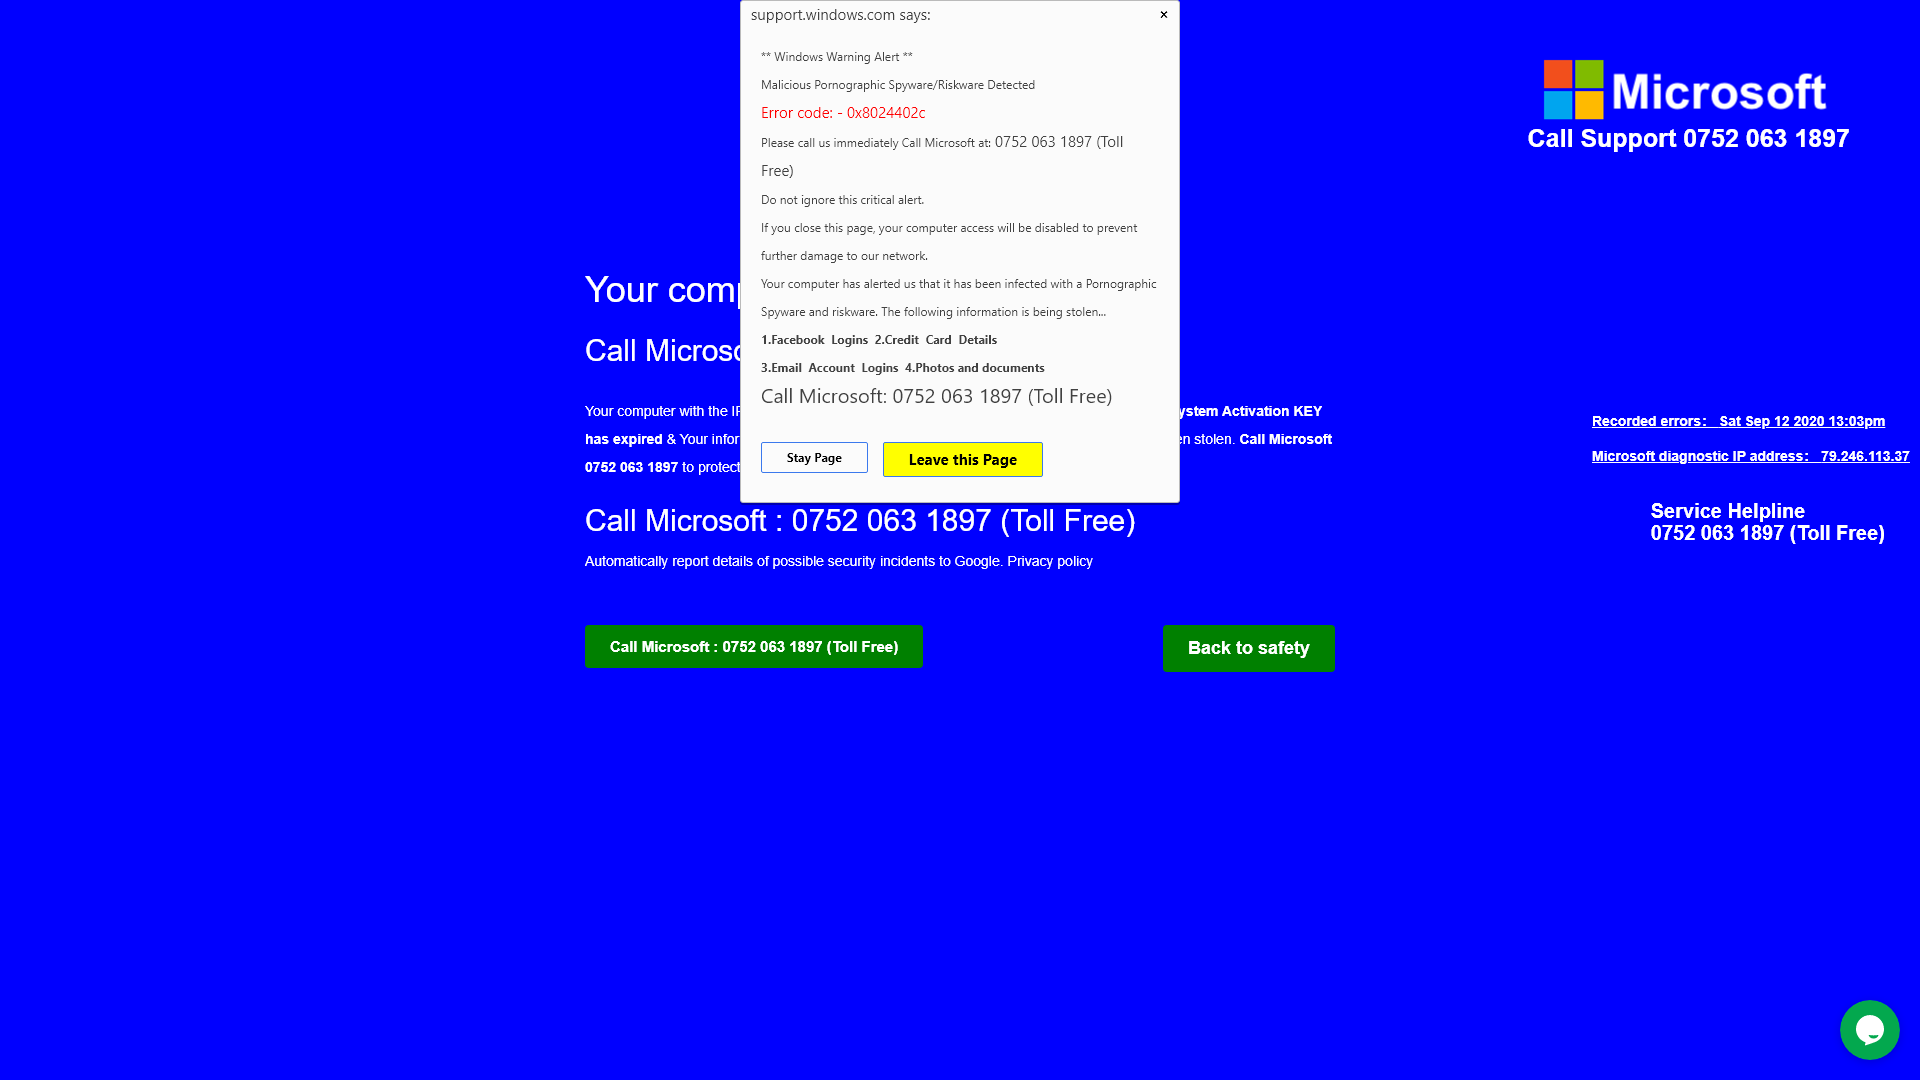 support.windows.com says:
×
** Windows Warning Alert **
Malicious Pornographic Spyware/Riskware Detected
Error code: - 0x8024402c
Please call us immediately Call Microsoft at: 0752 063 1897 (Toll
Free)
Do not ignore this critical alert.
If you close this page, your computer access will be disabled to prevent
further damage to our network.
Your computer has alerted us that it has been infected with a Pornographic
Spyware and riskware. The following information is being stolen...
1.Facebook Logins 2.Credit Card Details
3.Email Account Logins 4.Photos and documents
Call Microsoft: 0752 063 1897 (Toll Free)
Stay Page
Leave this Page
Microsoft
Call Support 0752 063 1897
Your
Call
Your computer with the
has expired & Your
stolen. Call Microsoft
Activation KEY
0752 063 1897 to
Call Microsoft : 0752 063 1897 (Toll Free)
Automatically report details of possible security incidents to Google. Privacy policy
Call Microsoft : 0752 063 1897 (Toll Free)
Back to safety
Recorded errors: Sat Sep 12 2020 13:03pm
Microsoft diagnostic IP address: 79.246.113.37
Service Helpline
0752 063 1897 (Toll Free)